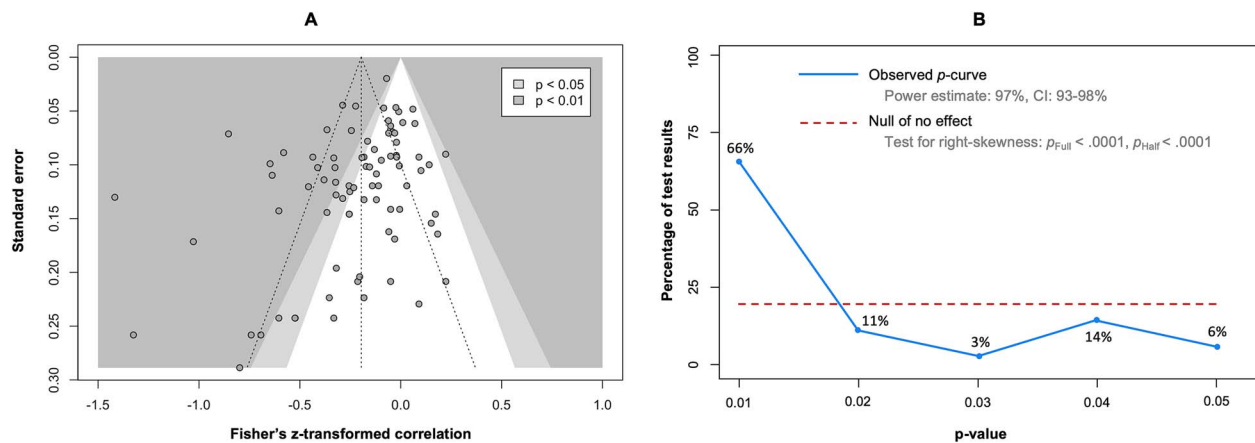 A
Standard error
0.00
0.05
0.10
0.15
0.20
0.25
0.30
p < 0.05
p < 0.01
-1.5
-1.0
-0.5
0.0
0.5
1.0
Fisher's z-transformed correlation
B
Percentage of test results
100
75
50
25
0
Observed p-curve
Power estimate: 97%, CI: 93-98%
Null of no effect
Test for right-skewness: pFull < .0001, pHalf < .0001
66%
11%
3%
14%
6%
0.01
0.02
0.03
0.04
0.05
p-value